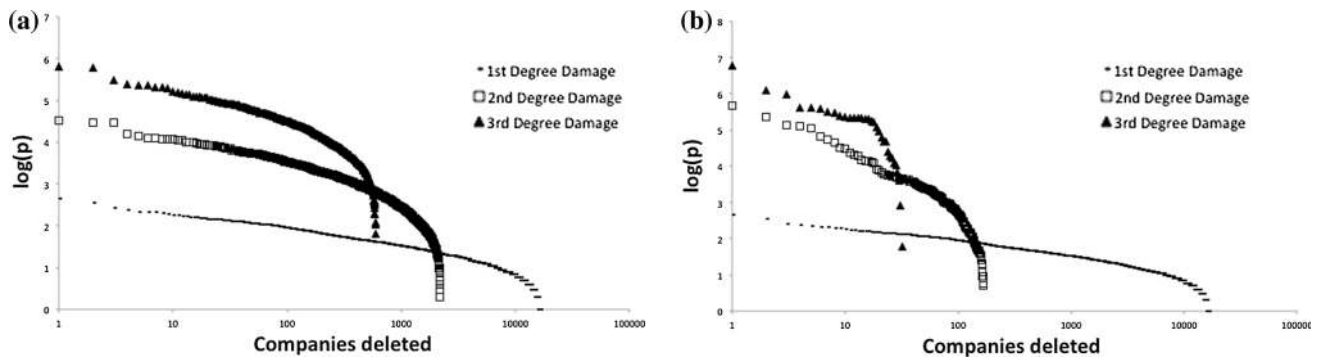 (a)
7
6
5
4
3
2
1
0
log(p)
1 10 100 1000 10000 100000
Companies deleted
1st Degree Damage
2nd Degree Damage
3rd Degree Damage
(b)
8
7
6
5
4
3
2
1
0
log(p)
1 10 100 1000 10000 100000
Companies deleted
1st Degree Damage
2nd Degree Damage
3rd Degree Damage